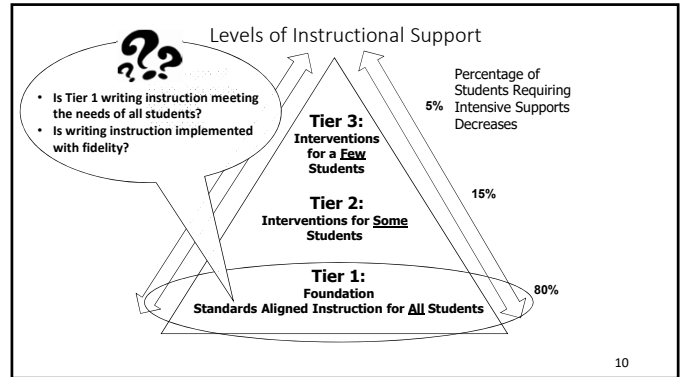 Levels of Instructional Support
???
• Is Tier 1 writing instruction meeting
the needs of all students?
• Is writing instruction implemented
with fidelity?
Percentage of
Students Requiring
5% Intensive Supports
Decreases
Tier 3:
Interventions
for a Few
Students
15%
Tier 2:
Interventions for Some
Students
80%
Tier 1:
Foundation
Standards Aligned Instruction for All Students
10